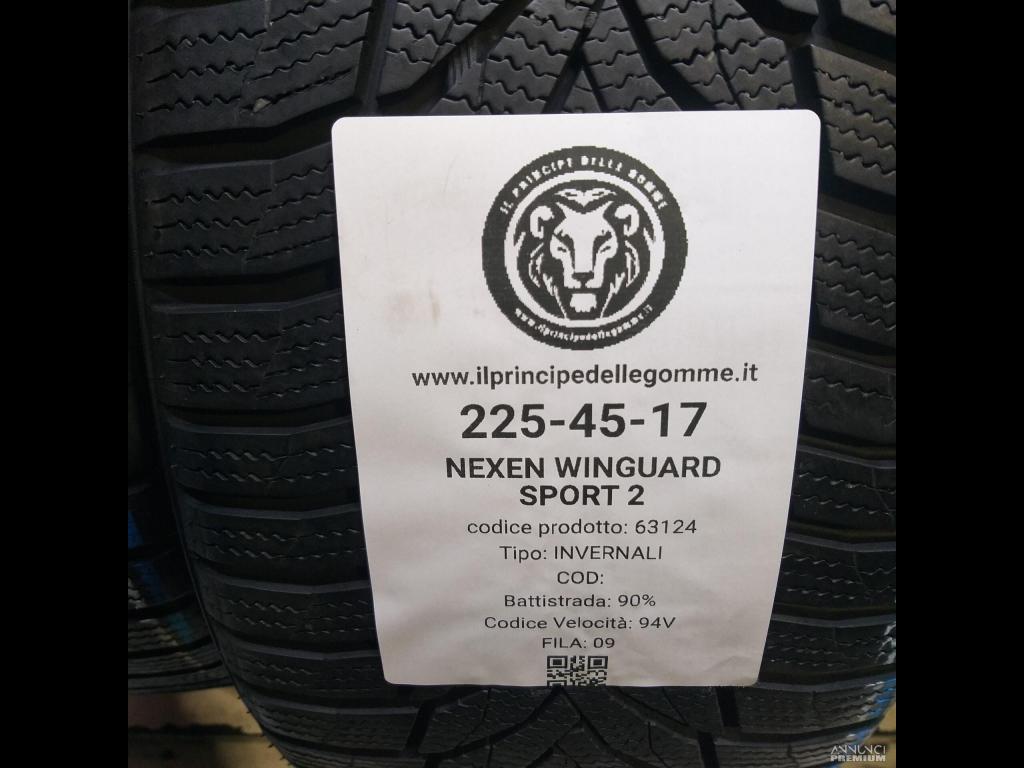 IL PRINCIPE DELLE GOMME
www.ilprincipedellegomme.it
www.ilprincipedellegomme.it
225-45-17
NEXEN WINGUARD
SPORT 2
codice prodotto: 63124
Tipo: INVERNALI
COD:
Battistrada: 90%
Codice Velocità: 94V
FILA: 09
ANNUNCI
PREMIUM